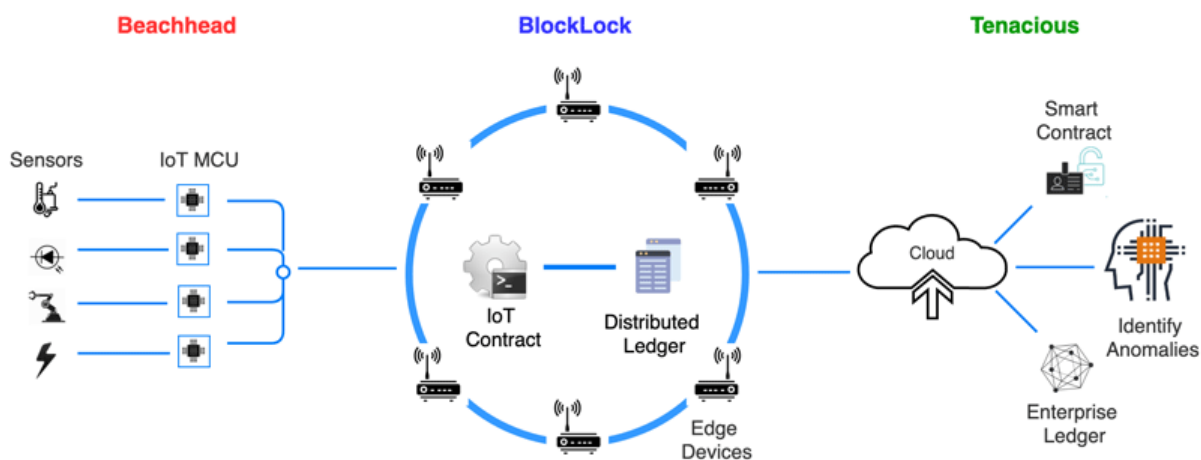 Beachhead
BlockLock
Tenacious
Sensors
IoT MCU
IoT
Contract
Distributed
Ledger
Edge
Devices
Cloud
Smart
Contract
Identify
Anomalies
Enterprise
Ledger